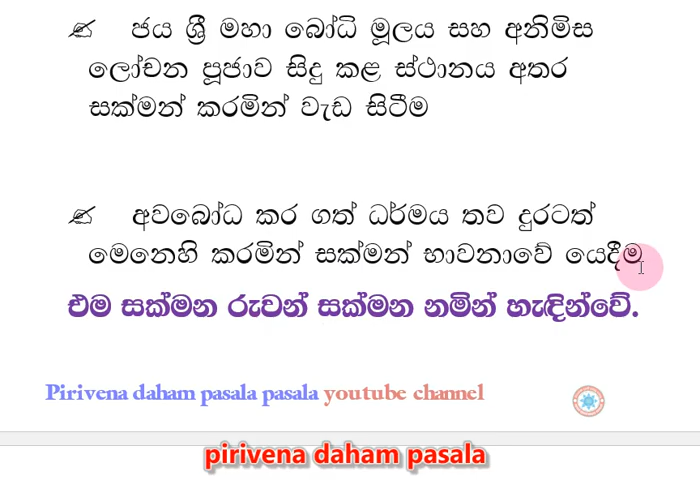 ජය ශ්‍රී මහා බෝධි මූලය සහ අනිමිස
ලෝචන පූජාව සිදු කළ ස්ථානය අතර
සක්මන් කරමින් වැඩ සිටීම
අවබෝධ කර ගත් ධර්මය තව දුරටත්
මෙනෙහි කරමින් සක්මන් භාවනාවේ යෙදීම
එම සක්මන රුවන් සක්මන නමින් හැඳින්වේ.
Pirivena daham pasala pasala youtube channel
pirivena daham pasala